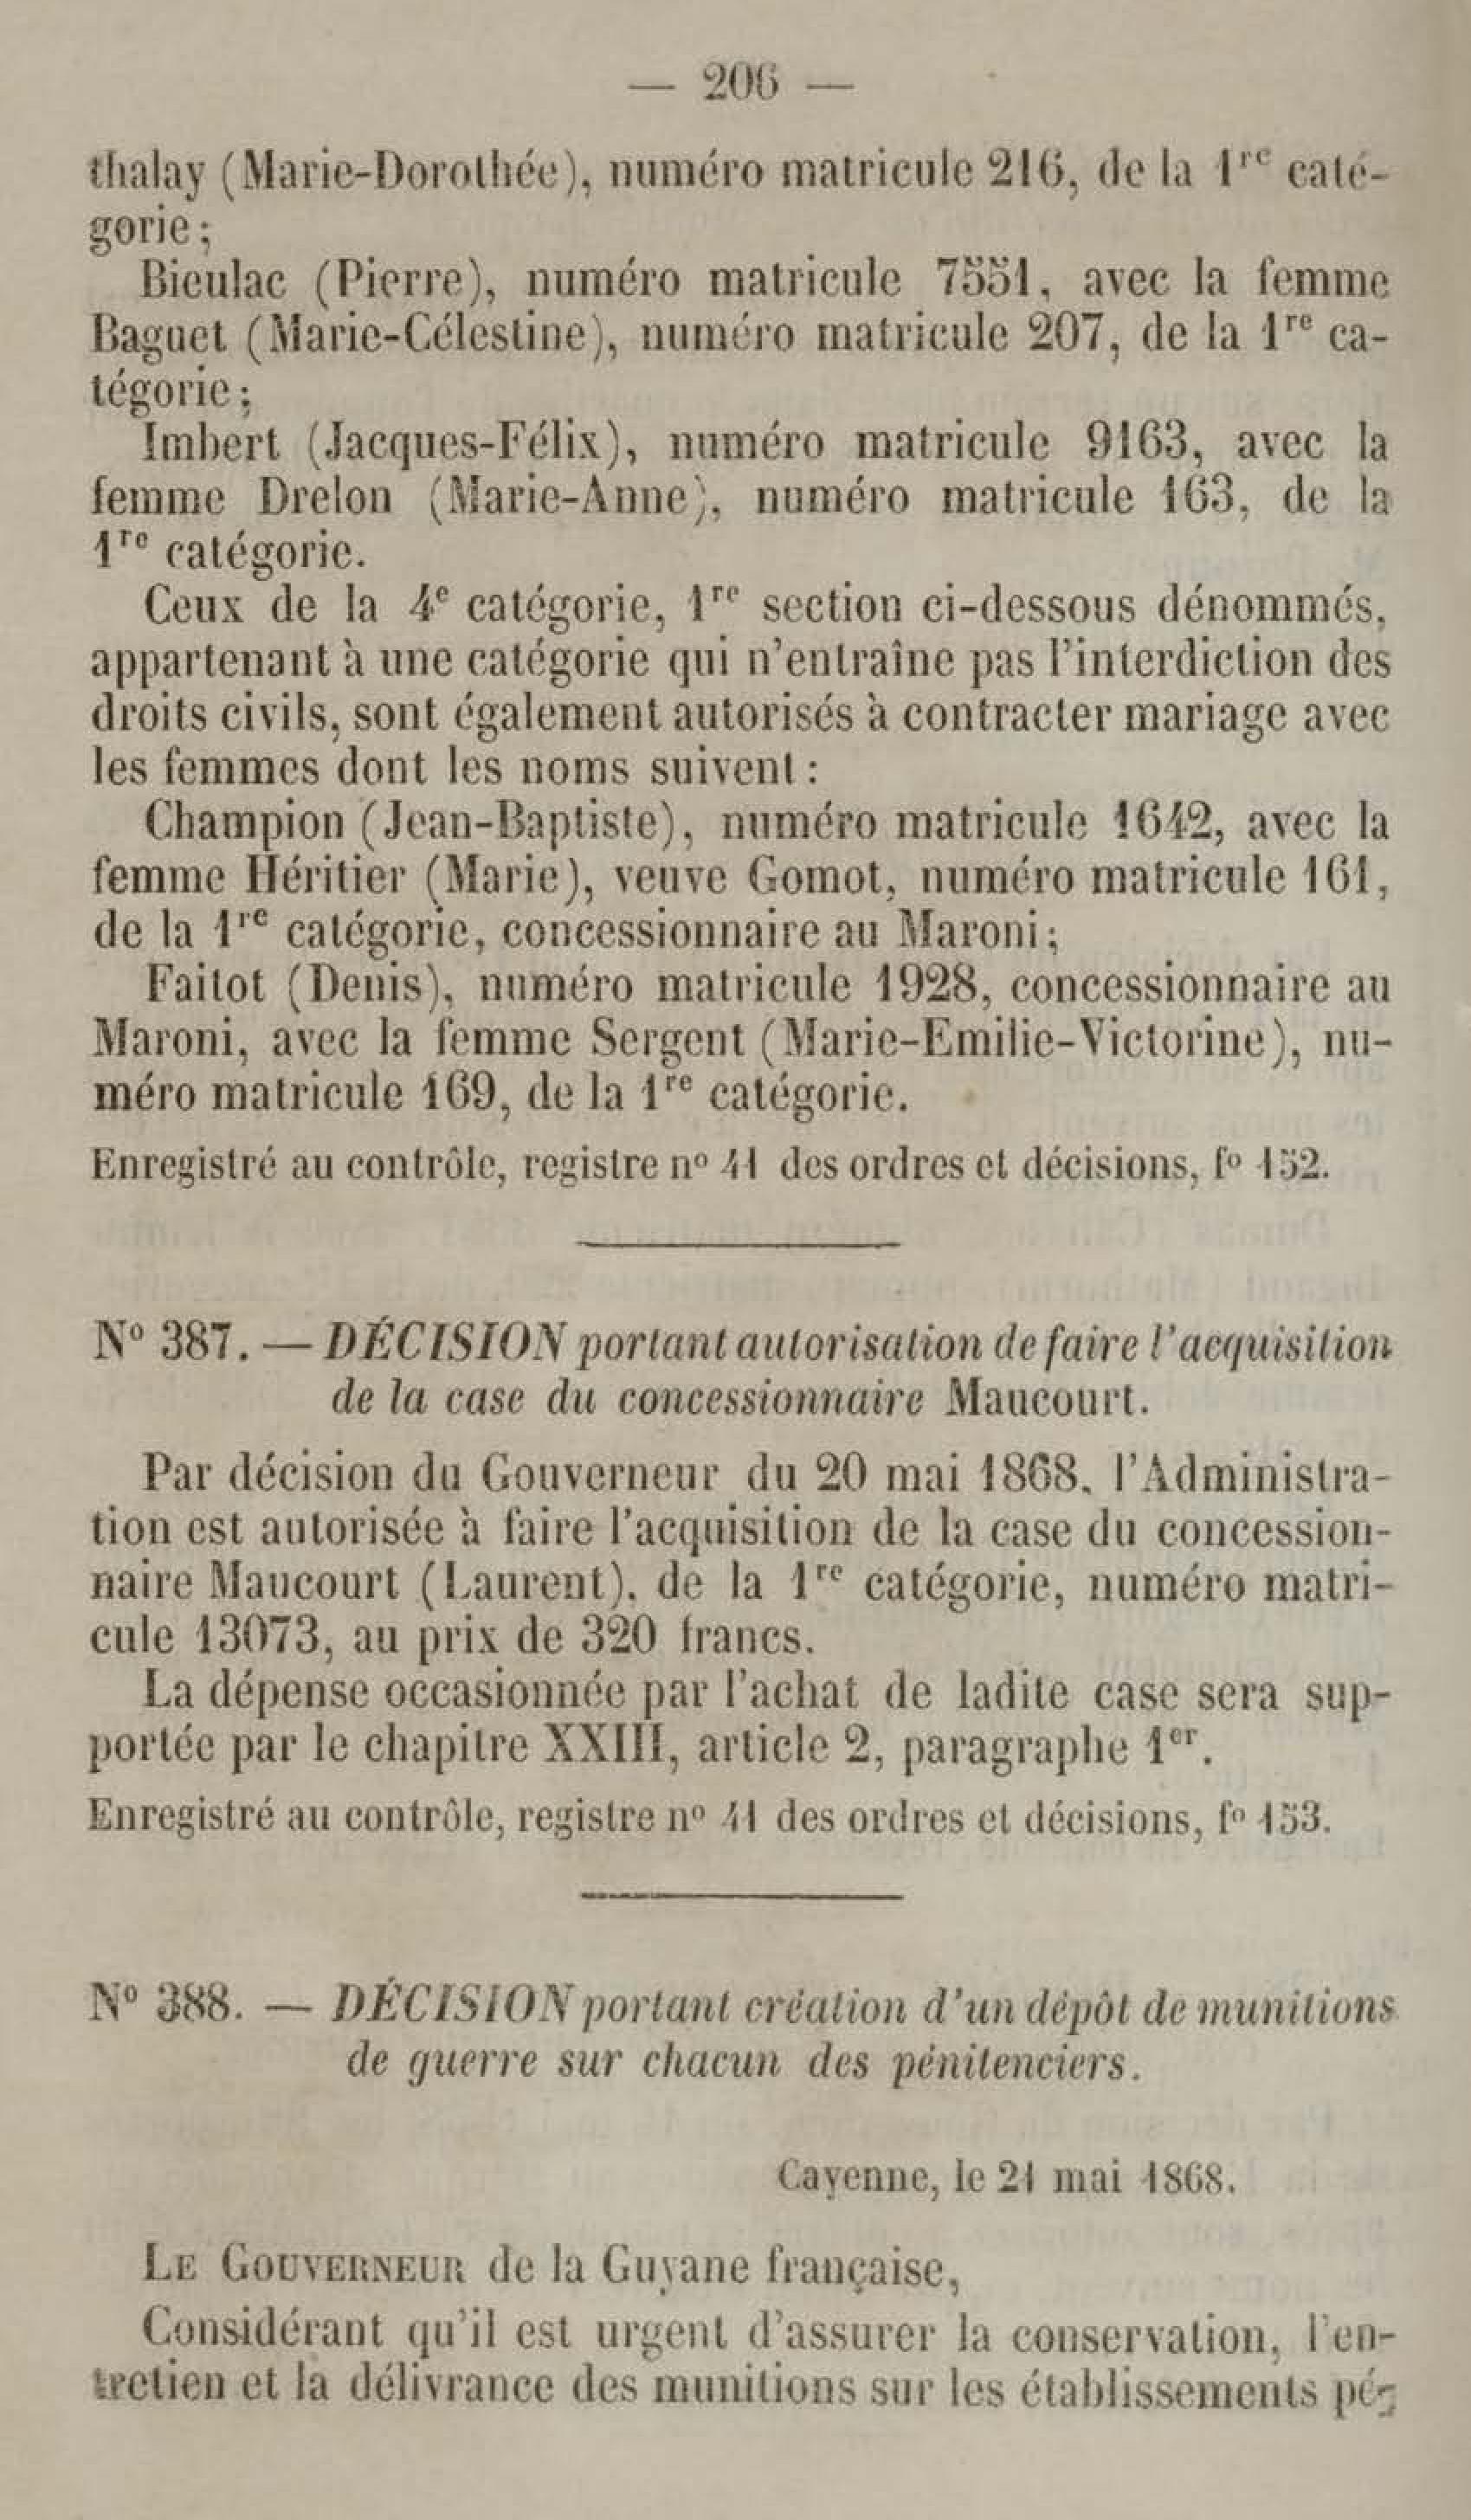 — 206 —
thalay (Marie-Dorothée), numéro matricule 216, de la 1re caté-
gorie;
Bieulac (Pierre), numéro matricule 7551, avec la femme
Baguet (Marie-Célestine), numéro matricule 207, de la 1re ca-
tégorie;
Imbert (Jacques-Félix), numéro matricule 9163, avec la
femme Drelon (Marie-Anne), numéro matricule 163, de la
1re catégorie.
Ceux de la 4e catégorie, 1re section ci-dessous dénommés,
appartenant à une catégorie qui n'entraîne pas l'interdiction des
droits civils, sont également autorisés à contracter mariage avec
les femmes dont les noms suivent :
Champion (Jean-Baptiste), numéro matricule 1642, avec la
femme Héritier (Marie), veuve Gomot, numéro matricule 161,
de la 1re catégorie, concessionnaire au Maroni;
Faitot (Denis), numéro matricule 1928, concessionnaire au
Maroni, avec la femme Sergent (Marie-Emilie-Victorine), nu-
méro matricule 169, de la 1re catégorie.
Enregistré au contrôle, registre no 41 des ordres et décisions, fo 152.
No 387. — DÉCISION portant autorisation de faire l'acquisition
de la case du concessionnaire Maucourt.
Par décision du Gouverneur du 20 mai 1868, l'Administra-
tion est autorisée à faire l'acquisition de la case du concession-
naire Maucourt (Laurent), de la 1re catégorie, numéro matri-
cule 13073, au prix de 320 francs.
La dépense occasionnée par l'achat de ladite case sera sup-
portée par le chapitre XXIII, article 2, paragraphe 1er.
Enregistré au contrôle, registre no 41 des ordres et décisions, fo 153.
No 388. — DÉCISION portant création d'un dépôt de munitions
de guerre sur chacun des pénitenciers.
Cayenne, le 21 mai 1868.
LE GOUVERNEUR de la Guyane française,
Considérant qu'il est urgent d'assurer la conservation, l'en-
tretien et la délivrance des munitions sur les établissements pé-